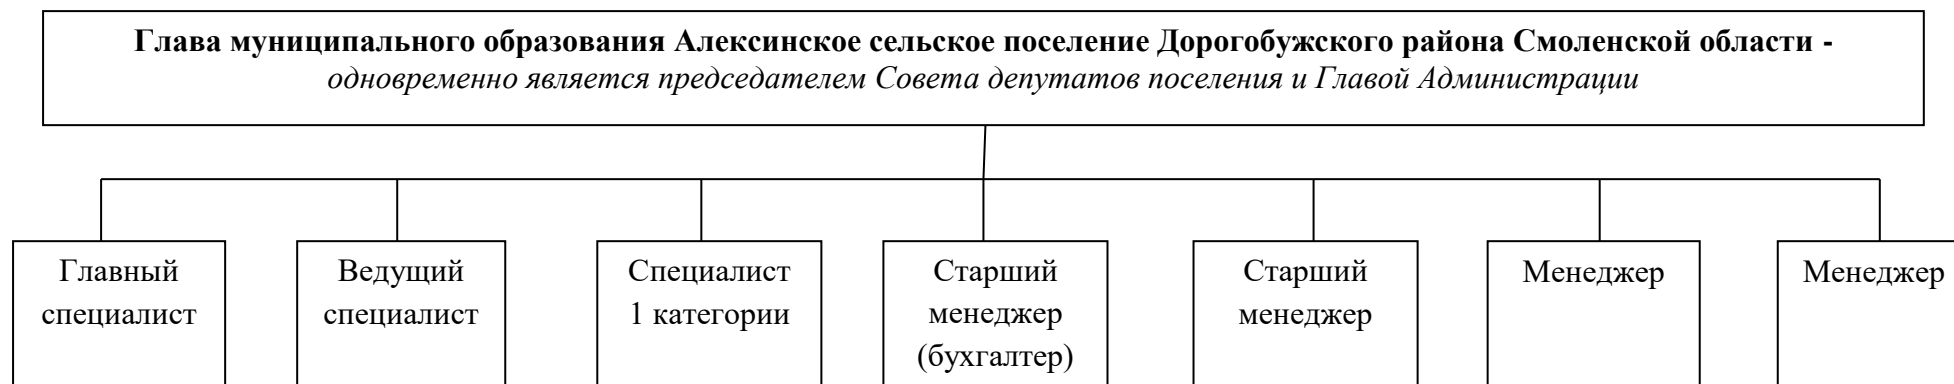 Глава муниципального образования Алексинское сельское поселение Дорогобужского района Смоленской области -
одновременно является председателем Совета депутатов поселения и Главой Администрации
Главный
специалист
Ведущий
специалист
Специалист
1 категории
Старший
менеджер
(бухгалтер)
Старший
менеджер
Менеджер
Менеджер